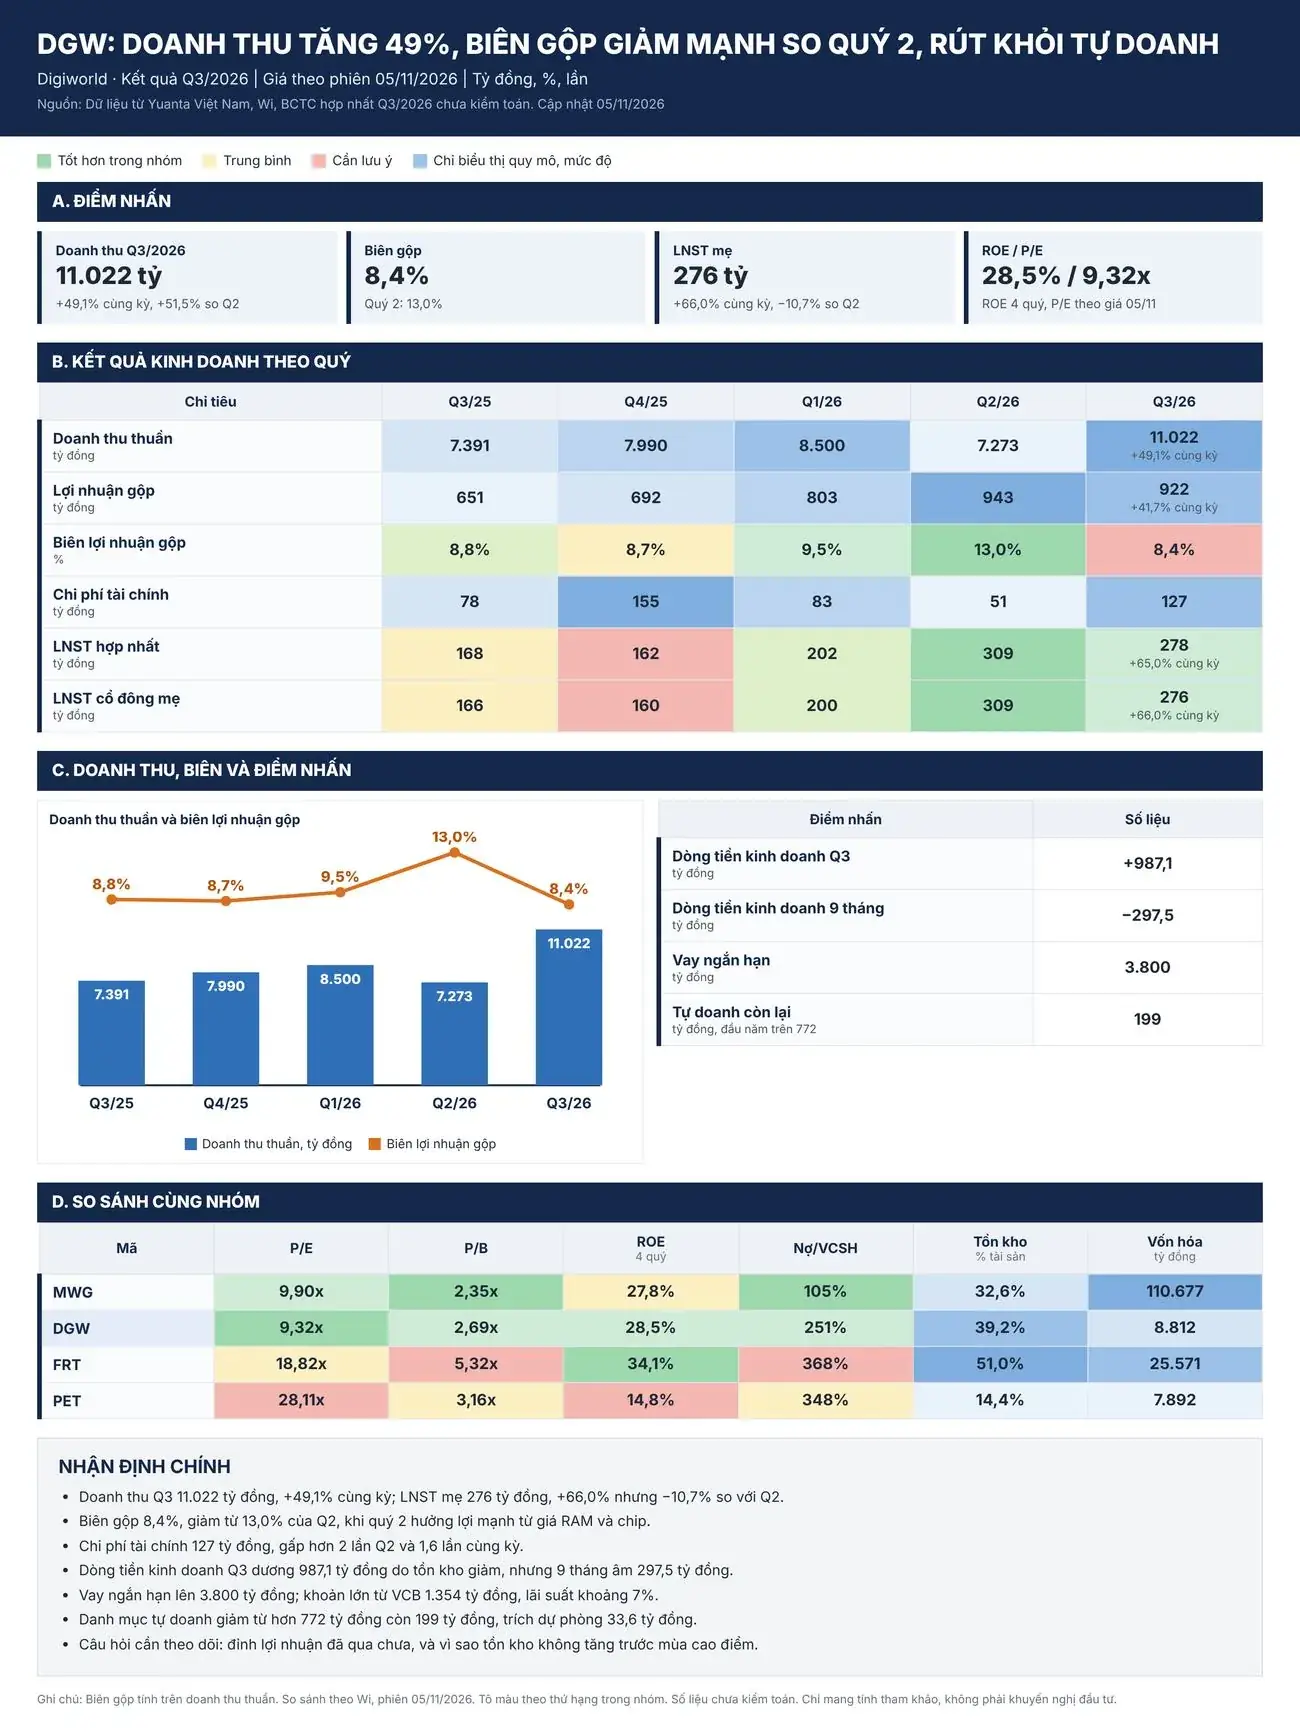 DGW: DOANH THU TĂNG 49%, BIÊN GỘP GIẢM MẠNH SO QUÝ 2, RÚT KHỎI TỰ DOANH
Digiworld · Kết quả Q3/2026 | Giá theo phiên 05/11/2026 | Tỷ đồng, %, lần
Nguồn: Dữ liệu từ Yuanta Việt Nam, Wi, BCTC hợp nhất Q3/2026 chưa kiểm toán. Cập nhật 05/11/2026
Tốt hơn trong nhóm Trung bình Cần lưu ý Chỉ biểu thị quy mô, mức độ
A. ĐIỂM NHẤN
Doanh thu Q3/2026
11.022 tỷ
+49,1% cùng kỳ, +51,5% so Q2
Biên gộp
8,4%
Quý 2: 13,0%
LNST mẹ
276 tỷ
+66,0% cùng kỳ, −10,7% so Q2
ROE / P/E
28,5% / 9,32x
ROE 4 quý, P/E theo giá 05/11
B. KẾT QUẢ KINH DOANH THEO QUÝ
Chỉ tiêu Q3/25 Q4/25 Q1/26 Q2/26 Q3/26
Doanh thu thuần 7.391 7.990 8.500 7.273 11.022
tỷ đồng +49,1% cùng kỳ
Lợi nhuận gộp 651 692 803 943 922
tỷ đồng +41,7% cùng kỳ
Biên lợi nhuận gộp 8,8% 8,7% 9,5% 13,0% 8,4%
%
Chi phí tài chính 78 155 83 51 127
tỷ đồng
LNST hợp nhất 168 162 202 309 278
tỷ đồng +65,0% cùng kỳ
LNST cổ đông mẹ 166 160 200 309 276
tỷ đồng +66,0% cùng kỳ
C. DOANH THU, BIÊN VÀ ĐIỂM NHẤN
Doanh thu thuần và biên lợi nhuận gộp
8,8% 8,7% 9,5% 13,0% 8,4%
7.391 7.990 8.500 7.273 11.022
Q3/25 Q4/25 Q1/26 Q2/26 Q3/26
Doanh thu thuần, tỷ đồng Biên lợi nhuận gộp
Điểm nhấn Số liệu
Dòng tiền kinh doanh Q3 +987,1
tỷ đồng
Dòng tiền kinh doanh 9 tháng −297,5
tỷ đồng
Vay ngắn hạn 3.800
tỷ đồng
Tự doanh còn lại 199
tỷ đồng, đầu năm trên 772
D. SO SÁNH CÙNG NHÓM
Mã P/E P/B ROE Nợ/VCSH Tồn kho Vốn hóa
4 quý % tài sản tỷ đồng
MWG 9,90x 2,35x 27,8% 105% 32,6% 110.677
DGW 9,32x 2,69x 28,5% 251% 39,2% 8.812
FRT 18,82x 5,32x 34,1% 368% 51,0% 25.571
PET 28,11x 3,16x 14,8% 348% 14,4% 7.892
NHẬN ĐỊNH CHÍNH
• Doanh thu Q3 11.022 tỷ đồng, +49,1% cùng kỳ; LNST mẹ 276 tỷ đồng, +66,0% nhưng −10,7% so với Q2.
• Biên gộp 8,4%, giảm từ 13,0% của Q2, khi quý 2 hưởng lợi mạnh từ giá RAM và chip.
• Chi phí tài chính 127 tỷ đồng, gấp hơn 2 lần Q2 và 1,6 lần cùng kỳ.
• Dòng tiền kinh doanh Q3 dương 987,1 tỷ đồng do tồn kho giảm, nhưng 9 tháng âm 297,5 tỷ đồng.
• Vay ngắn hạn lên 3.800 tỷ đồng; khoản lớn từ VCB 1.354 tỷ đồng, lãi suất khoảng 7%.
• Danh mục tự doanh giảm từ hơn 772 tỷ đồng còn 199 tỷ đồng, trích dự phòng 33,6 tỷ đồng.
• Câu hỏi cần theo dõi: đỉnh lợi nhuận đã qua chưa, và vì sao tồn kho không tăng trước mùa cao điểm.
Ghi chú: Biên gộp tính trên doanh thu thuần. So sánh theo Wi, phiên 05/11/2026. Tô màu theo thứ hạng trong nhóm. Số liệu chưa kiểm toán. Chỉ mang tính tham khảo, không phải khuyến nghị đầu tư.